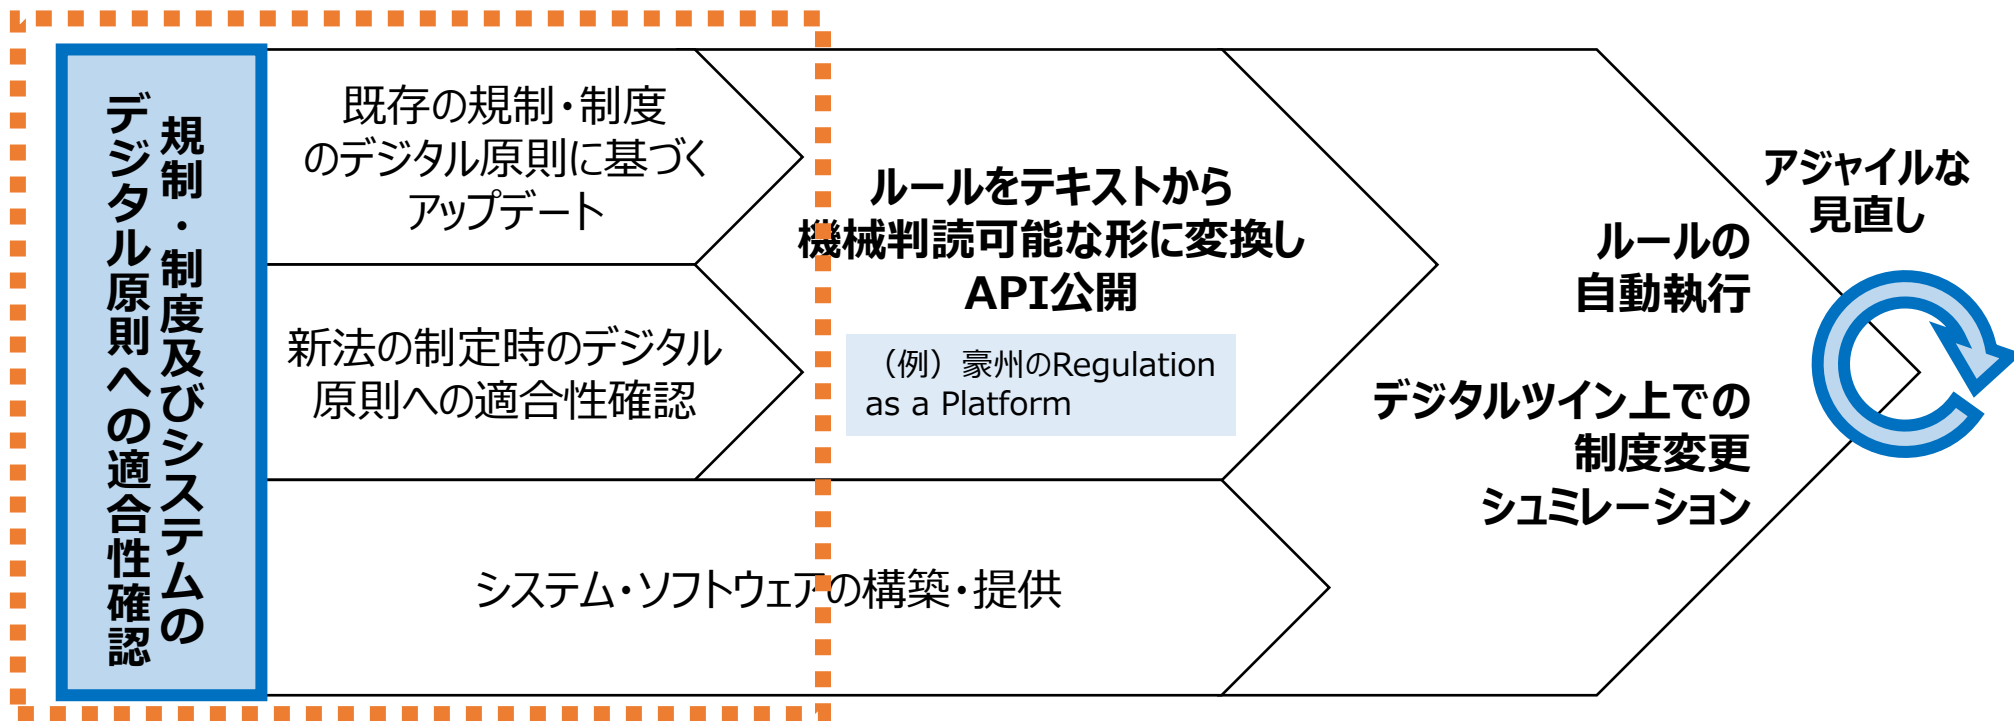 規制・制度及びシステムの
デジタル原則への適合性確認
既存の規制・制度
のデジタル原則に基づく
アップデート
新法の制定時のデジタル
原則への適合性確認
システム・ソフトウェアの構築・提供
ルールをテキストから
機械判読可能な形に変換し
API公開
（例）豪州のRegulation
as a Platform
ルールの
自動執行
デジタルツイン上での
制度変更
シュミレーション
アジャイルな
見直し